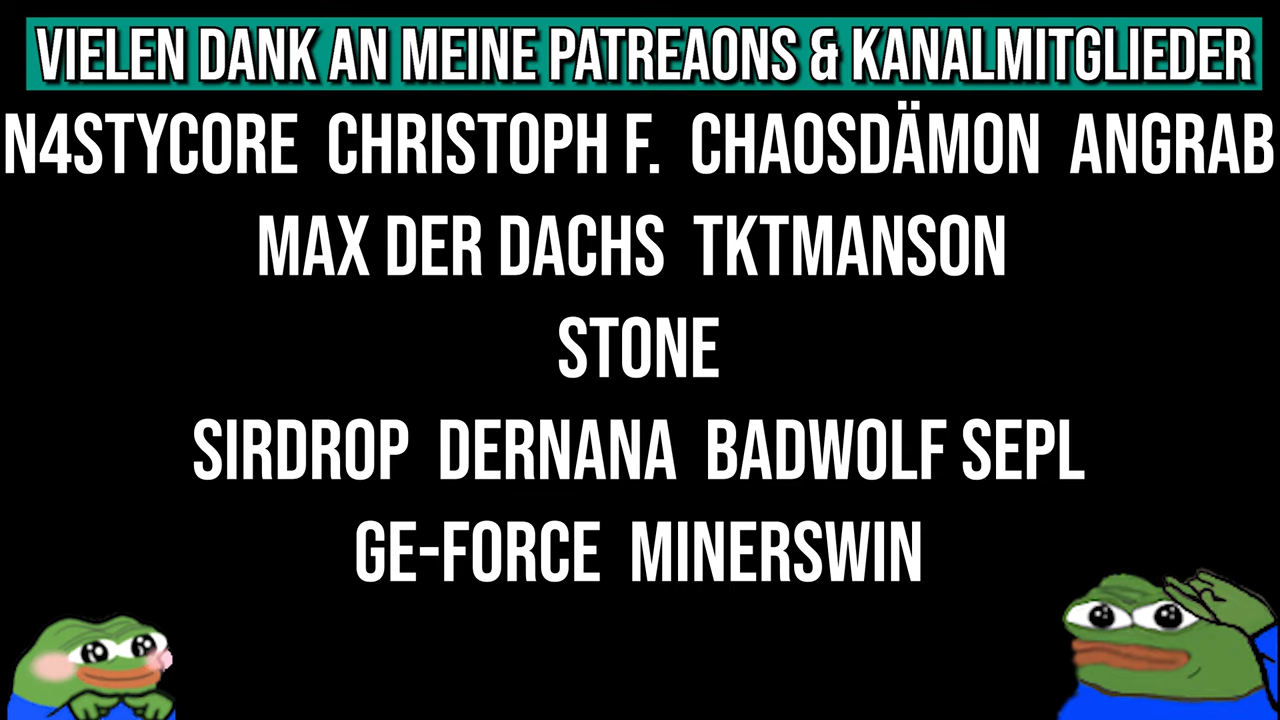 VIELEN DANK AN MEINE PATREAONS & KANALMITGLIEDER
N4STYCORE CHRISTOPH F. CHAOSDÄMON ANGRAB
MAX DER DACHS TKTMANSON
STONE
SIRDROP DERNANA BADWOLF SEPL
GE-FORCE MINERSWIN